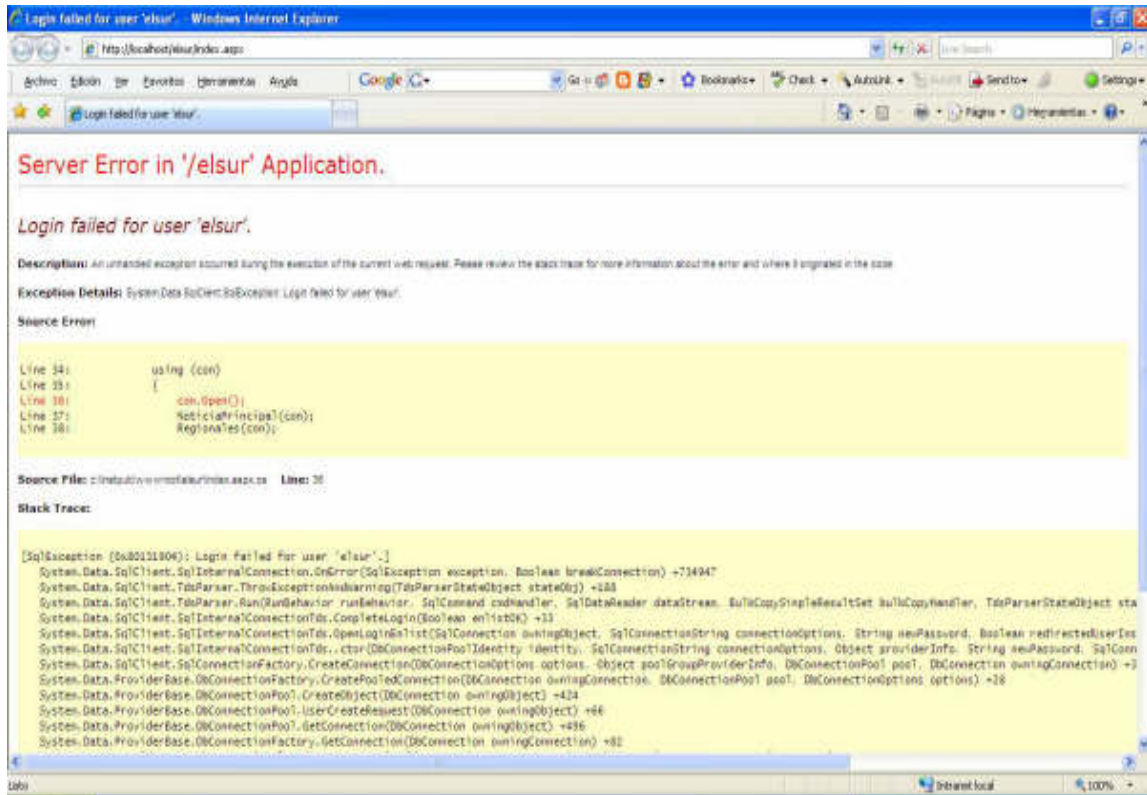 Login failed for user 'elsur'. - Windows Internet Explorer
http://localhost/elsur/index.aspx
Live Search
Archivo Edición Ver Favoritos Herramientas Ayuda
Google G
Go
Bookmarks
Check
AutoLink
Send to
Settings
Login failed for user 'elsur'.
Página
Herramientas
Server Error in '/elsur' Application.
Login failed for user 'elsur'.
Description: An unhandled exception occurred during the execution of the current web request. Please review the stack trace for more information about the error and where it originated in the code.
Exception Details: System.Data.SqlClient.SqlException: Login failed for user 'elsur'.
Source Error:
Line 34: using (con)
Line 35: {
Line 36: con.Open();
Line 37: NoticiaPrincipal(con);
Line 38: Regionales(con);
Source File: c:\inetpub\wwwroot\elsur\index.aspx.cs Line: 36
Stack Trace:
[SqlException (0x80131904): Login failed for user 'elsur'.]
System.Data.SqlClient.SqlInternalConnection.OnError(SqlException exception, Boolean breakConnection) +734947
System.Data.SqlClient.TdsParser.ThrowExceptionAndWarning(TdsParserStateObject stateObj) +188
System.Data.SqlClient.TdsParser.Run(RunBehavior runBehavior, SqlCommand cmdHandler, SqlDataReader dataStream, BulkCopySimpleResultSet bulkCopyHandler, TdsParserStateObject sta
System.Data.SqlClient.SqlInternalConnectionTds.CompleteLogin(Boolean enlistOK) +33
System.Data.SqlClient.SqlInternalConnectionTds.OpenLoginEnlist(SqlConnection owningObject, SqlConnectionString connectionOptions, String newPassword, Boolean redirectedUserIns
System.Data.SqlClient.SqlInternalConnectionTds..ctor(DbConnectionPoolIdentity identity, SqlConnectionString connectionOptions, Object providerInfo, String newPassword, SqlConn
System.Data.SqlClient.SqlConnectionFactory.CreateConnection(DbConnectionOptions options, Object poolGroupProviderInfo, DbConnectionPool pool, DbConnection owningConnection)
System.Data.ProviderBase.DbConnectionFactory.CreatePooledConnection(DbConnection owningConnection, DbConnectionPool pool, DbConnectionOptions options) +28
System.Data.ProviderBase.DbConnectionPool.CreateObject(DbConnection owningObject) +424
System.Data.ProviderBase.DbConnectionPool.UserCreateRequest(DbConnection owningObject) +66
System.Data.ProviderBase.DbConnectionPool.GetConnection(DbConnection owningObject) +496
System.Data.ProviderBase.DbConnectionFactory.GetConnection(DbConnection owningConnection) +82
Listo
Intranet local
100%